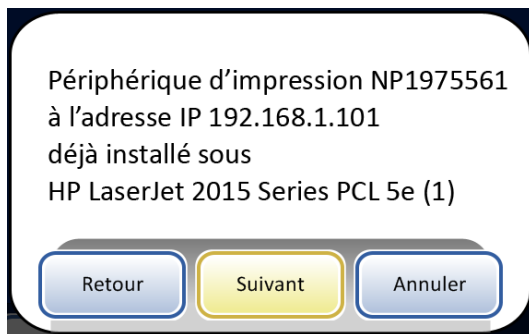 Périphérique d’impression NP1975561
à l’adresse IP 192.168.1.101
déjà installé sous
HP LaserJet 2015 Series PCL 5e (1)
Retour Suivant Annuler